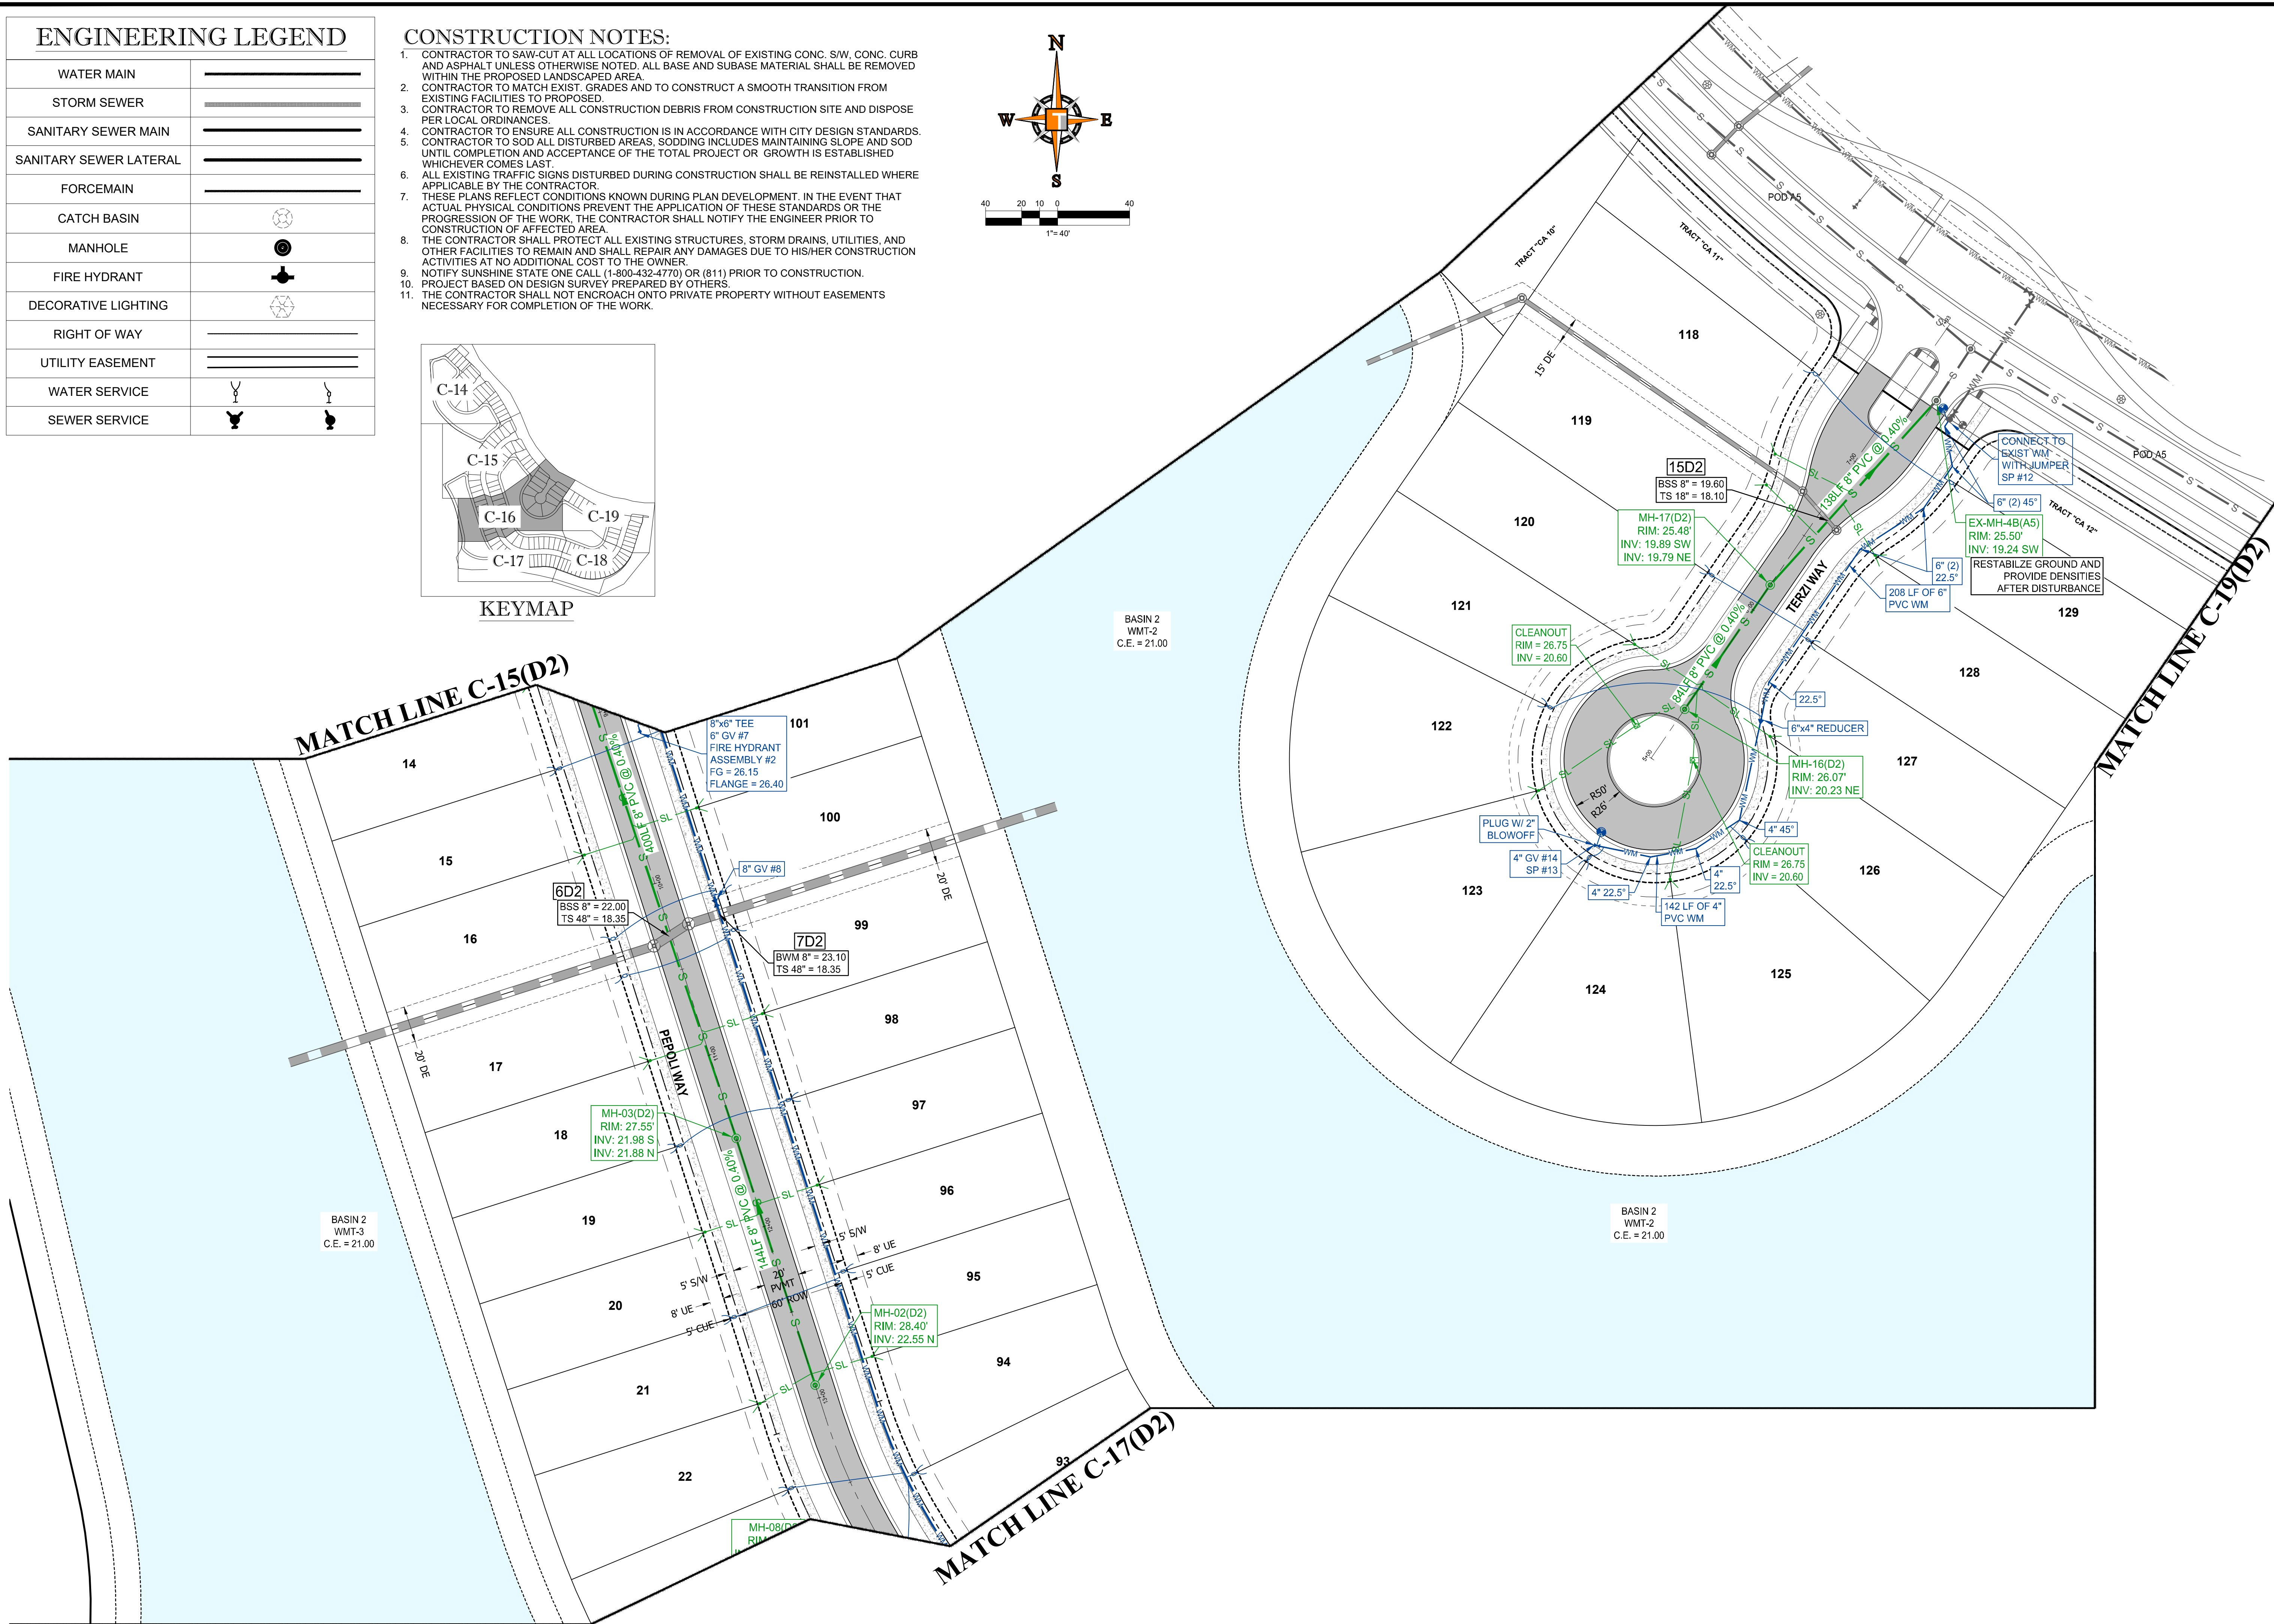 ENGINEERING LEGEND
WATER MAIN
STORM SEWER
SANITARY SEWER MAIN
SANITARY SEWER LATERAL
FORCEMAIN
CATCH BASIN
MANHOLE
FIRE HYDRANT
DECORATIVE LIGHTING
RIGHT OF WAY
UTILITY EASEMENT
WATER SERVICE
SEWER SERVICE
CONSTRUCTION NOTES:
1. CONTRACTOR TO SAW-CUT AT ALL LOCATIONS OF REMOVAL OF EXISTING CONC. S/W, CONC. CURB
AND ASPHALT UNLESS OTHERWISE NOTED. ALL BASE AND SUBASE MATERIAL SHALL BE REMOVED
WITHIN THE PROPOSED LANDSCAPED AREA.
2. CONTRACTOR TO MATCH EXIST. GRADES AND TO CONSTRUCT A SMOOTH TRANSITION FROM
EXISTING FACILITIES TO PROPOSED.
3. CONTRACTOR TO REMOVE ALL CONSTRUCTION DEBRIS FROM CONSTRUCTION SITE AND DISPOSE
PER LOCAL ORDINANCES.
4. CONTRACTOR TO ENSURE ALL CONSTRUCTION IS IN ACCORDANCE WITH CITY DESIGN STANDARDS.
5. CONTRACTOR TO SOD ALL DISTURBED AREAS, SODDING INCLUDES MAINTAINING SLOPE AND SOD
UNTIL COMPLETION AND ACCEPTANCE OF THE TOTAL PROJECT OR GROWTH IS ESTABLISHED
WHICHEVER COMES LAST.
6. ALL EXISTING TRAFFIC SIGNS DISTURBED DURING CONSTRUCTION SHALL BE REINSTALLED WHERE
APPLICABLE BY THE CONTRACTOR.
7. THESE PLANS REFLECT CONDITIONS KNOWN DURING PLAN DEVELOPMENT. IN THE EVENT THAT
ACTUAL PHYSICAL CONDITIONS PREVENT THE APPLICATION OF THESE STANDARDS OR THE
PROGRESSION OF THE WORK, THE CONTRACTOR SHALL NOTIFY THE ENGINEER PRIOR TO
CONSTRUCTION OF AFFECTED AREA.
8. THE CONTRACTOR SHALL PROTECT ALL EXISTING STRUCTURES, STORM DRAINS, UTILITIES, AND
OTHER FACILITIES TO REMAIN AND SHALL REPAIR ANY DAMAGES DUE TO HIS/HER CONSTRUCTION
ACTIVITIES AT NO ADDITIONAL COST TO THE OWNER.
9. NOTIFY SUNSHINE STATE ONE CALL (1-800-432-4770) OR (811) PRIOR TO CONSTRUCTION.
10. PROJECT BASED ON DESIGN SURVEY PREPARED BY OTHERS.
11. THE CONTRACTOR SHALL NOT ENCROACH ONTO PRIVATE PROPERTY WITHOUT EASEMENTS
NECESSARY FOR COMPLETION OF THE WORK.
N
W T E
S
40 20 10 0 40
1"= 40'
C-14
C-15
C-16
C-19
C-17
C-18
KEYMAP
MATCH LINE C-15(D2)
14
15
16
17
18
19
20
21
22
101
100
99
98
97
96
95
94
93
8"x6" TEE
6" GV #7
FIRE HYDRANT
ASSEMBLY #2
FG = 26.15
FLANGE = 26.40
400LF 8" PVC @ 0.40%
8" GV #8
6D2
BSS 8" = 22.00
TS 48" = 18.35
7D2
BWM 8" = 23.10
TS 48" = 18.35
20' DE
20' DE
PEPOLI WAY
10+00
11+00
12+00
13+00
MH-03(D2)
RIM: 27.55'
INV: 21.98 S
INV: 21.88 N
144LF 8" PVC @ 0.40%
5' S/W
8' UE
5' CUE
20'
PVMT
60' ROW
5' S/W
8' UE
5' CUE
MH-02(D2)
RIM: 28.40'
INV: 22.55 N
MH-08(D
RIM
BASIN 2
WMT-3
C.E. = 21.00
MATCH LINE C-17(D2)
BASIN 2
WMT-2
C.E. = 21.00
BASIN 2
WMT-2
C.E. = 21.00
TRACT "CA 10"
TRACT "CA 11"
TRACT "CA 12"
POD A5
POD A5
15' DE
118
119
120
121
122
123
124
125
126
127
128
129
15D2
BSS 8" = 19.60
TS 18" = 18.10
MH-17(D2)
RIM: 25.48'
INV: 19.89 SW
INV: 19.79 NE
138LF 8" PVC @ 0.40%
84LF 8" PVC @ 0.40%
TERZI WAY
CONNECT TO
EXIST WM
WITH JUMPER
SP #12
6" (2) 45°
EX-MH-4B(A5)
RIM: 25.50'
INV: 19.24 SW
RESTABILZE GROUND AND
PROVIDE DENSITIES
AFTER DISTURBANCE
6" (2)
22.5°
208 LF OF 6"
PVC WM
CLEANOUT
RIM = 26.75
INV = 20.60
22.5°
6"x4" REDUCER
MH-16(D2)
RIM: 26.07'
INV: 20.23 NE
R50'
R26'
5+00
PLUG W/ 2"
BLOWOFF
4" GV #14
SP #13
4" 22.5°
142 LF OF 4"
PVC WM
4"
22.5°
4" 45°
CLEANOUT
RIM = 26.75
INV = 20.60
MATCH LINE C-19(D2)